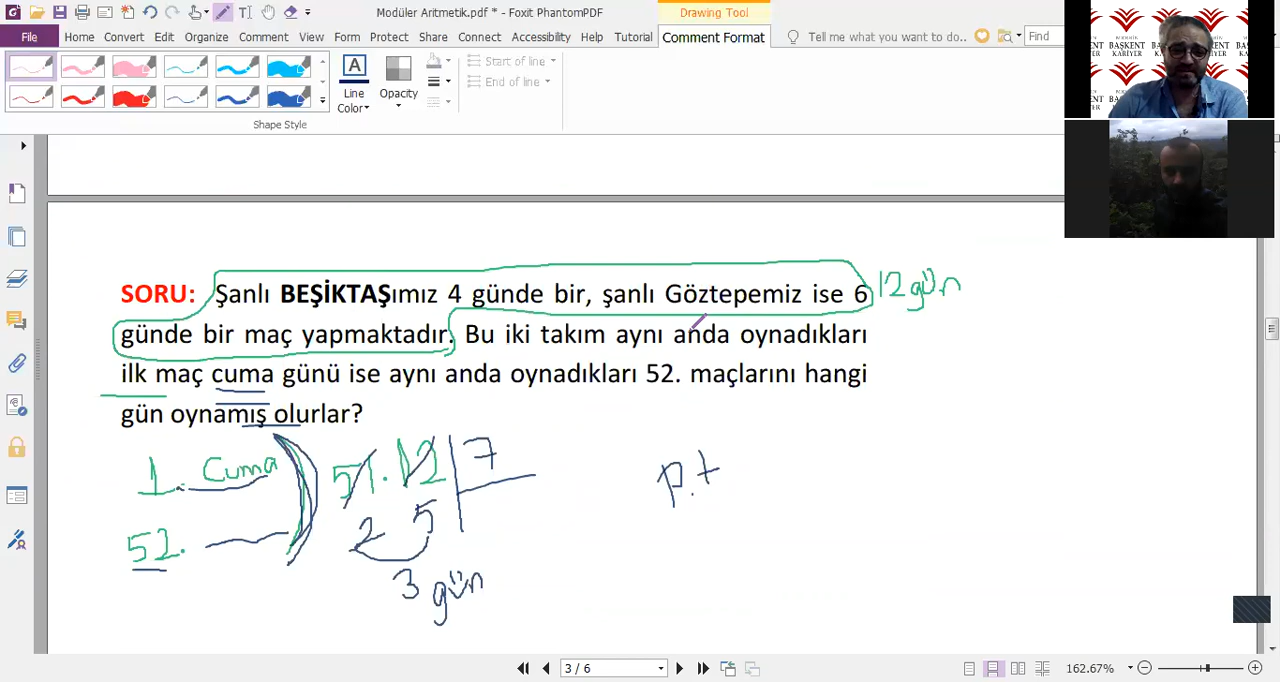 Modüler Aritmetik.pdf * - Foxit PhantomPDF
Drawing Tool
File Home Convert Edit Organize Comment View Form Protect Share Connect Accessibility Help Tutorial Comment Format
Tell me what you want to do..
Find
Line Color
Opacity
Start of line
End of line
Shape Style
BAŞKENT
KARİYER
SORU: Şanlı BEŞİKTAŞımız 4 günde bir, şanlı Göztepemiz ise 6
12 gün
günde bir maç yapmaktadır. Bu iki takım aynı anda oynadıkları
ilk maç cuma günü ise aynı anda oynadıkları 52. maçlarını hangi
gün oynamış olurlar?
1. Cuma
51.12 7
p.t
52.
2 5
3 gün
3 / 6
162.67%